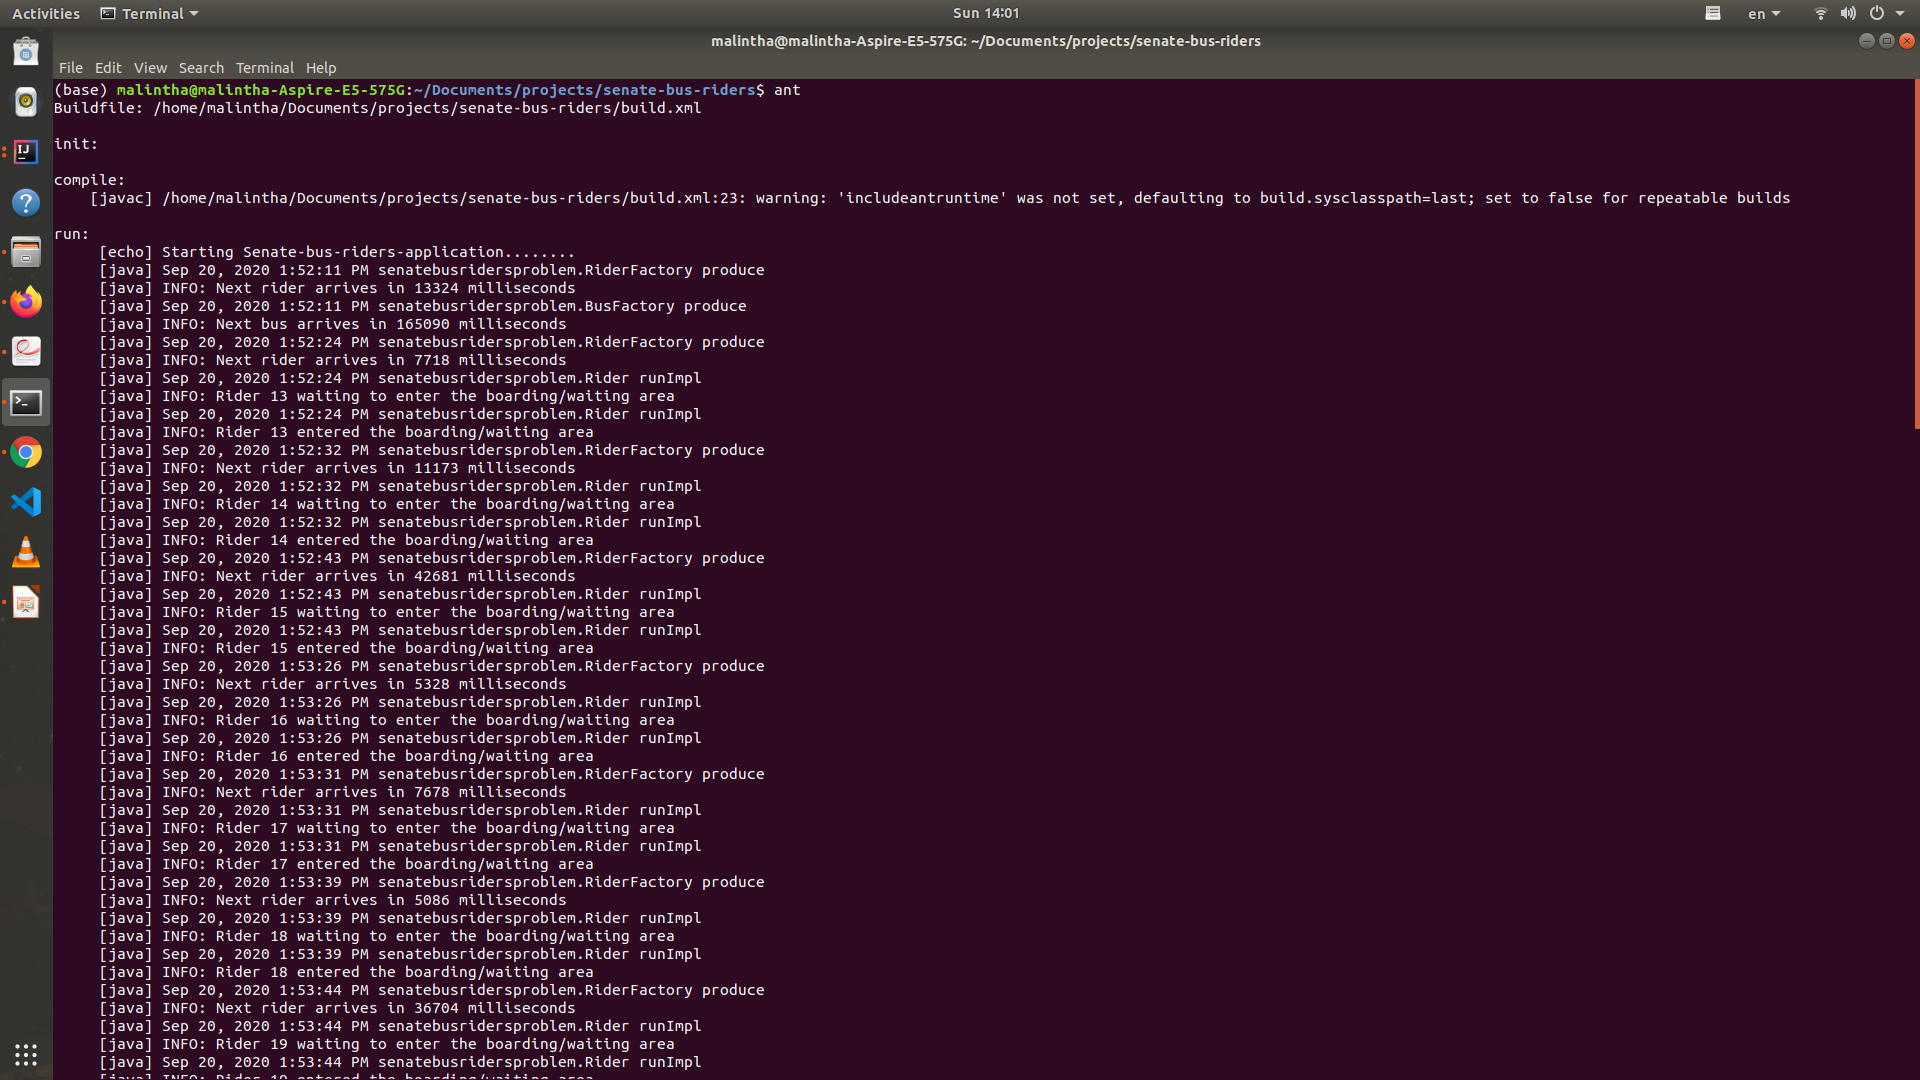 Activities Terminal Sun 14:01 en
malintha@malintha-Aspire-E5-575G: ~/Documents/projects/senate-bus-riders
File Edit View Search Terminal Help
(base) malintha@malintha-Aspire-E5-575G:~/Documents/projects/senate-bus-riders$ ant
Buildfile: /home/malintha/Documents/projects/senate-bus-riders/build.xml
init:
compile:
[javac] /home/malintha/Documents/projects/senate-bus-riders/build.xml:23: warning: 'includeantruntime' was not set, defaulting to build.sysclasspath=last; set to false for repeatable builds
run:
[echo] Starting Senate-bus-riders-application........
[java] Sep 20, 2020 1:52:11 PM senatebusridersproblem.RiderFactory produce
[java] INFO: Next rider arrives in 13324 milliseconds
[java] Sep 20, 2020 1:52:11 PM senatebusridersproblem.BusFactory produce
[java] INFO: Next bus arrives in 165090 milliseconds
[java] Sep 20, 2020 1:52:24 PM senatebusridersproblem.RiderFactory produce
[java] INFO: Next rider arrives in 7718 milliseconds
[java] Sep 20, 2020 1:52:24 PM senatebusridersproblem.Rider runImpl
[java] INFO: Rider 13 waiting to enter the boarding/waiting area
[java] Sep 20, 2020 1:52:24 PM senatebusridersproblem.Rider runImpl
[java] INFO: Rider 13 entered the boarding/waiting area
[java] Sep 20, 2020 1:52:32 PM senatebusridersproblem.RiderFactory produce
[java] INFO: Next rider arrives in 11173 milliseconds
[java] Sep 20, 2020 1:52:32 PM senatebusridersproblem.Rider runImpl
[java] INFO: Rider 14 waiting to enter the boarding/waiting area
[java] Sep 20, 2020 1:52:32 PM senatebusridersproblem.Rider runImpl
[java] INFO: Rider 14 entered the boarding/waiting area
[java] Sep 20, 2020 1:52:43 PM senatebusridersproblem.RiderFactory produce
[java] INFO: Next rider arrives in 42681 milliseconds
[java] Sep 20, 2020 1:52:43 PM senatebusridersproblem.Rider runImpl
[java] INFO: Rider 15 waiting to enter the boarding/waiting area
[java] Sep 20, 2020 1:52:43 PM senatebusridersproblem.Rider runImpl
[java] INFO: Rider 15 entered the boarding/waiting area
[java] Sep 20, 2020 1:53:26 PM senatebusridersproblem.RiderFactory produce
[java] INFO: Next rider arrives in 5328 milliseconds
[java] Sep 20, 2020 1:53:26 PM senatebusridersproblem.Rider runImpl
[java] INFO: Rider 16 waiting to enter the boarding/waiting area
[java] Sep 20, 2020 1:53:26 PM senatebusridersproblem.Rider runImpl
[java] INFO: Rider 16 entered the boarding/waiting area
[java] Sep 20, 2020 1:53:31 PM senatebusridersproblem.RiderFactory produce
[java] INFO: Next rider arrives in 7678 milliseconds
[java] Sep 20, 2020 1:53:31 PM senatebusridersproblem.Rider runImpl
[java] INFO: Rider 17 waiting to enter the boarding/waiting area
[java] Sep 20, 2020 1:53:31 PM senatebusridersproblem.Rider runImpl
[java] INFO: Rider 17 entered the boarding/waiting area
[java] Sep 20, 2020 1:53:39 PM senatebusridersproblem.RiderFactory produce
[java] INFO: Next rider arrives in 5086 milliseconds
[java] Sep 20, 2020 1:53:39 PM senatebusridersproblem.Rider runImpl
[java] INFO: Rider 18 waiting to enter the boarding/waiting area
[java] Sep 20, 2020 1:53:39 PM senatebusridersproblem.Rider runImpl
[java] INFO: Rider 18 entered the boarding/waiting area
[java] Sep 20, 2020 1:53:44 PM senatebusridersproblem.RiderFactory produce
[java] INFO: Next rider arrives in 36704 milliseconds
[java] Sep 20, 2020 1:53:44 PM senatebusridersproblem.Rider runImpl
[java] INFO: Rider 19 waiting to enter the boarding/waiting area
[java] Sep 20, 2020 1:53:44 PM senatebusridersproblem.Rider runImpl
[java] INFO: Rider 19 entered the boarding/waiting area